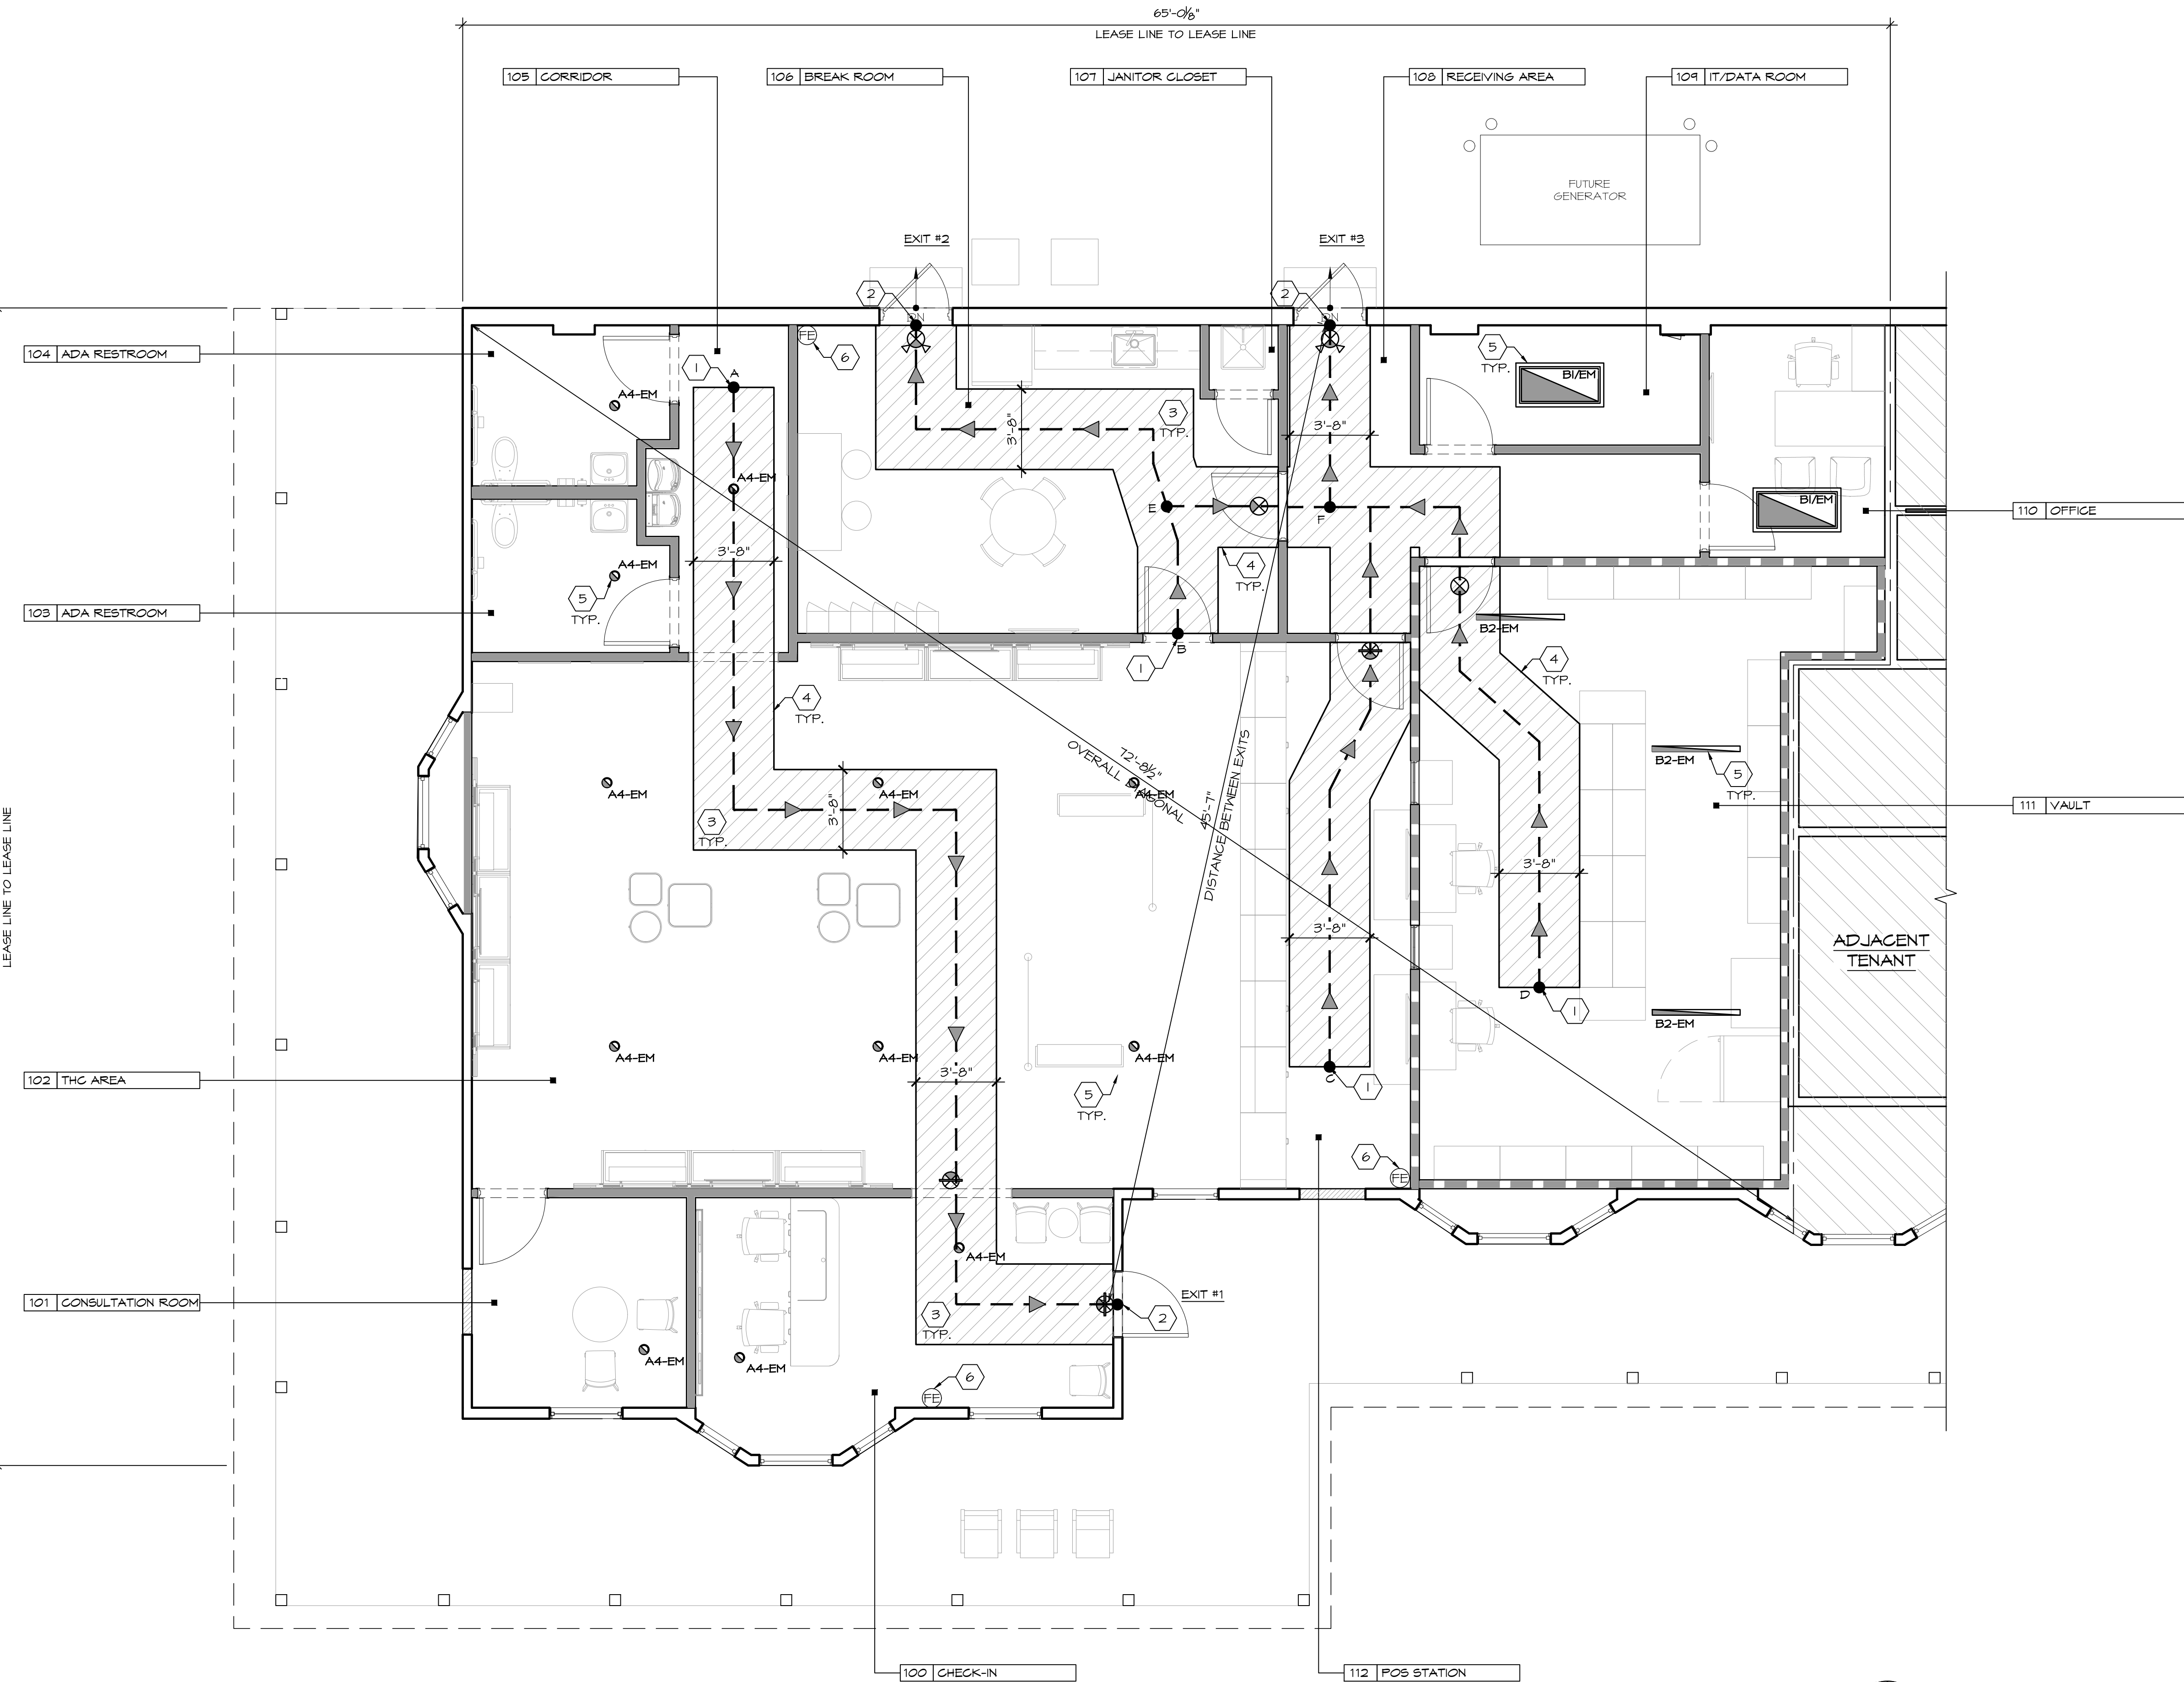 65'-0⅛"
LEASE LINE TO LEASE LINE
105 CORRIDOR
106 BREAK ROOM
107 JANITOR CLOSET
108 RECEIVING AREA
109 IT/DATA ROOM
FUTURE
GENERATOR
EXIT #2
EXIT #3
2
2
DN
DN
104 ADA RESTROOM
1
A
FE
6
5
TYP.
B1/EM
A4-EM
3
TYP.
3'-8"
3'-8"
A4-EM
B1/EM
110 OFFICE
E
F
3'-8"
A4-EM
5
TYP.
4
TYP.
103 ADA RESTROOM
B2-EM
B
1
4
TYP.
4
TYP.
72'-8½"
OVERALL DIAGONAL
45'-7"
DISTANCE BETWEEN EXITS
B2-EM
5
TYP.
A4-EM
A4-EM
A4-EM
111 VAULT
3
TYP.
3'-8"
LEASE LINE TO LEASE LINE
3'-8"
3'-8"
ADJACENT
TENANT
D
1
B2-EM
A4-EM
A4-EM
A4-EM
102 THC AREA
3'-8"
C
1
5
TYP.
6
FE
A4-EM
101 CONSULTATION ROOM
EXIT #1
3
TYP.
2
A4-EM
A4-EM
6
FE
100 CHECK-IN
112 POS STATION